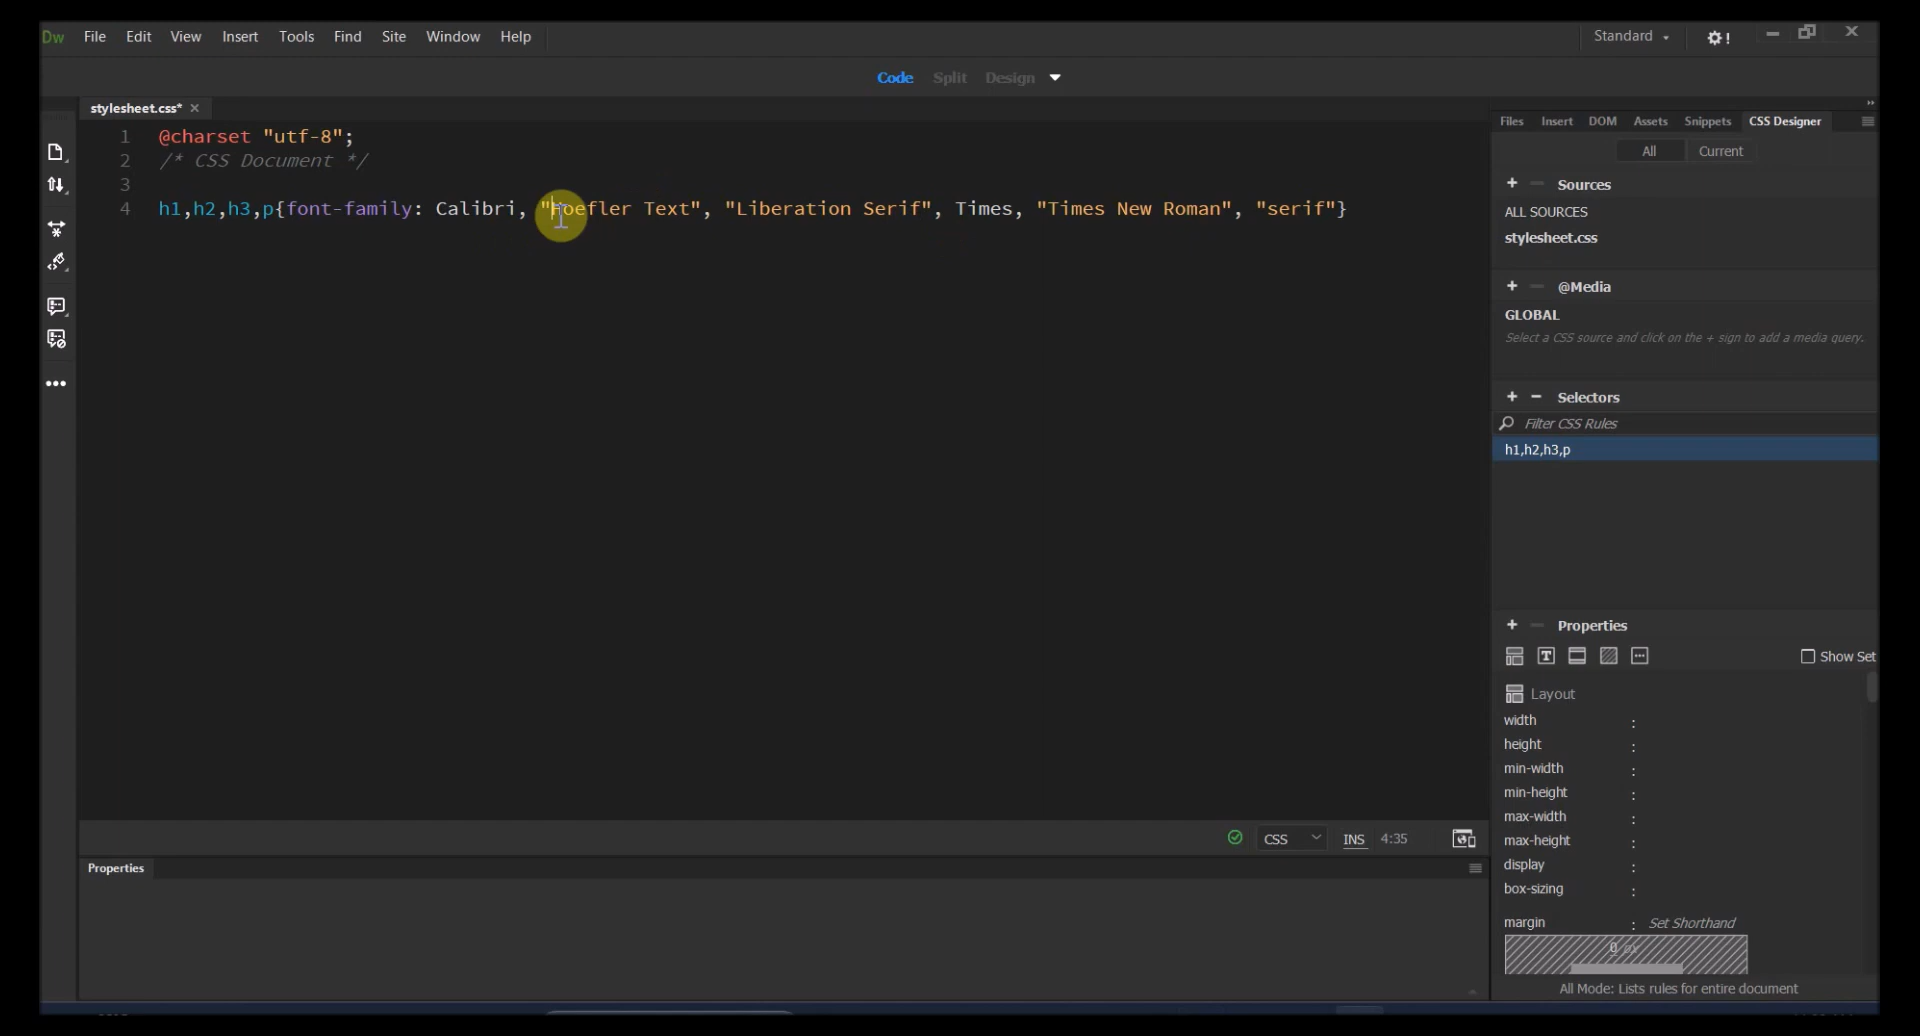 Dw File Edit View Insert Tools Find Site Window Help Standard !
Code Split Design
stylesheet.css* ×
Files Insert DOM Assets Snippets CSS Designer
1 @charset "utf-8";
2 /* CSS Document */
3
4 h1,h2,h3,p{font-family: Calibri, "Hoefler Text", "Liberation Serif", Times, "Times New Roman", "serif"}
All Current
+ − Sources
ALL SOURCES
stylesheet.css
+ − @Media
GLOBAL
Select a CSS source and click on the + sign to add a media query.
+ − Selectors
Filter CSS Rules
h1,h2,h3,p
+ − Properties
Show Set
Layout
width :
height :
min-width :
min-height :
max-width :
max-height :
display :
box-sizing :
margin : Set Shorthand
0 px
All Mode: Lists rules for entire document
CSS INS 4:35
Properties